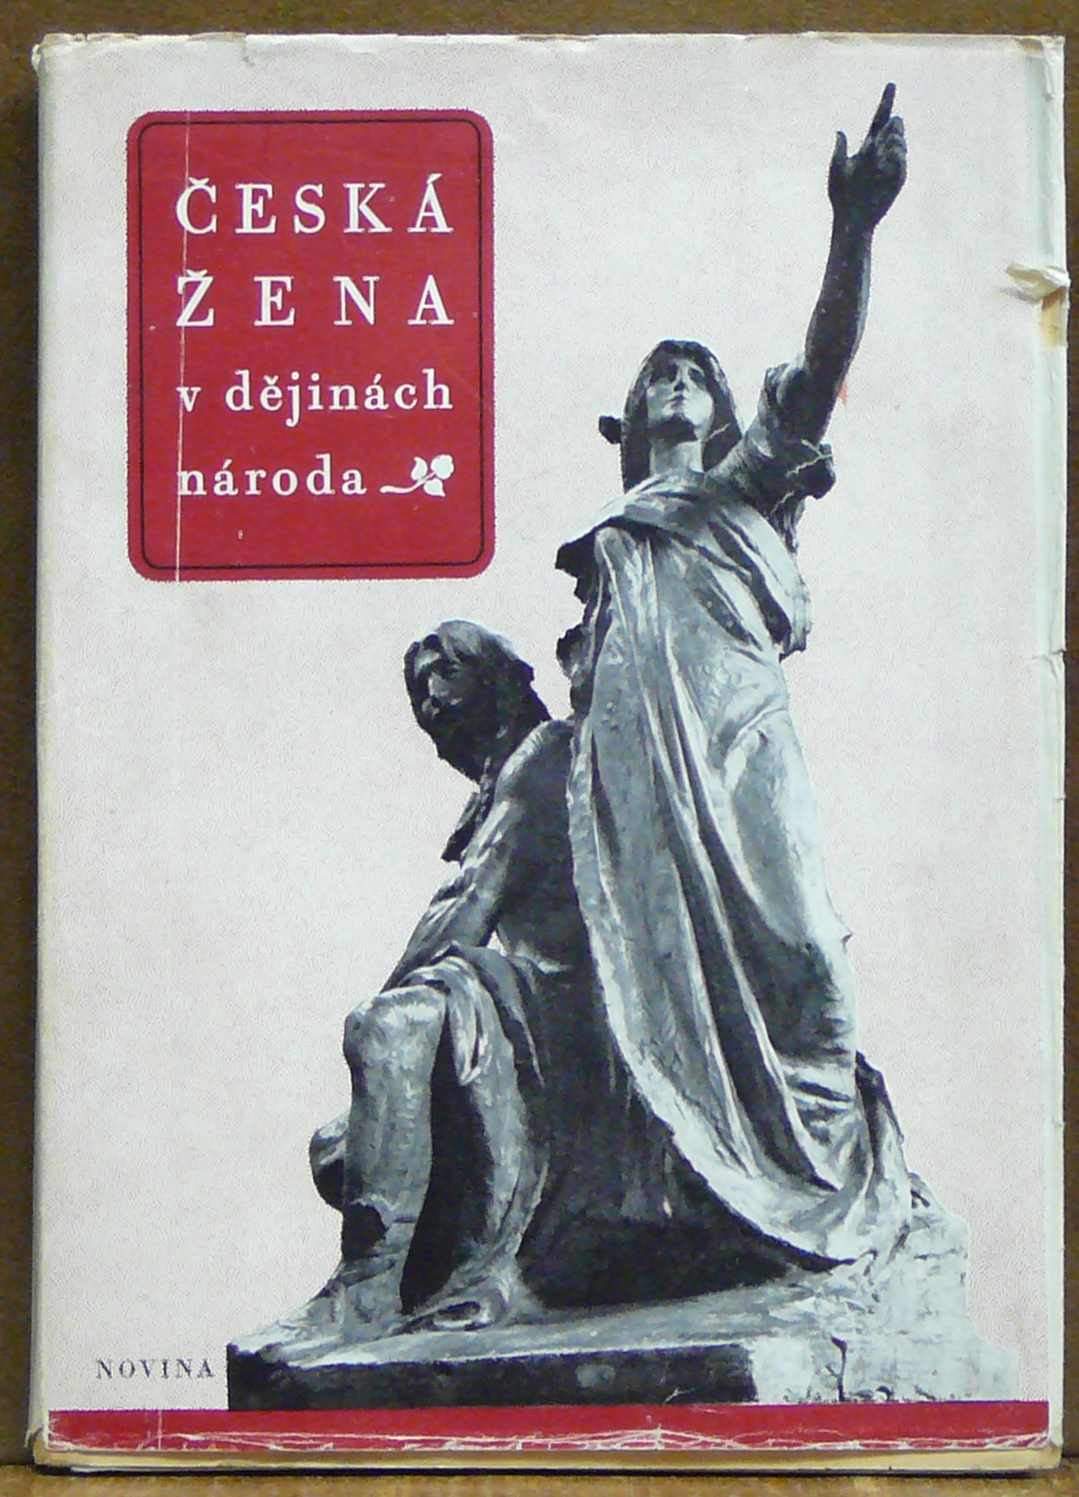 ČESKÁ
ŽENA
v dějinách
národa
NOVINA